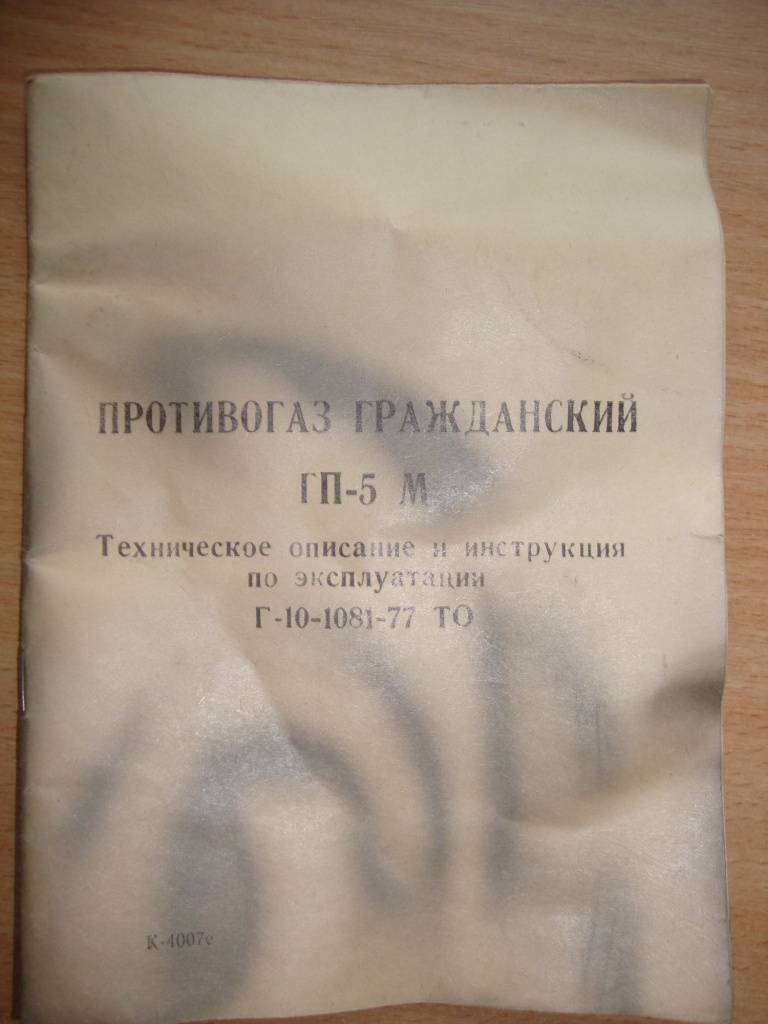 ПРОТИВОГАЗ ГРАЖДАНСКИЙ
ГП-5 М
Техническое описание и инструкция
по эксплуатации
Г-10-1081-77 ТО
К-4007с